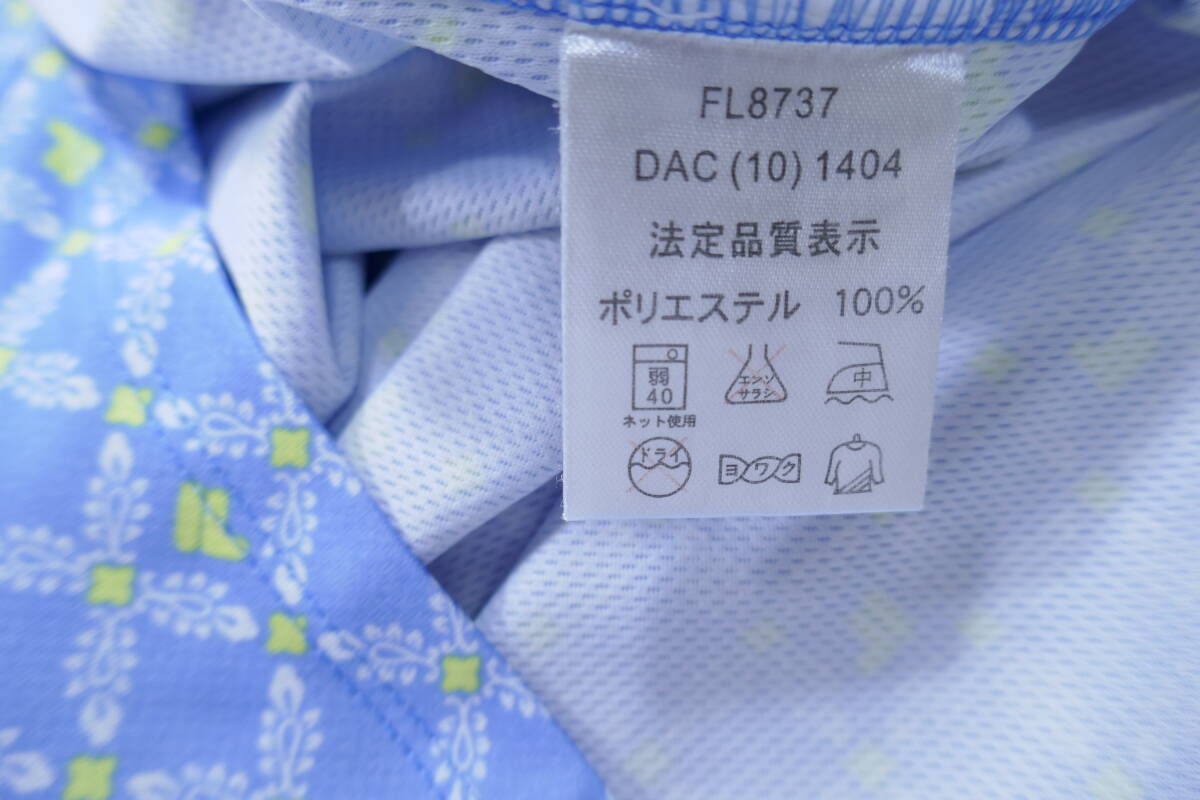 FL8737
DAC (10) 1404
法定品質表示
ポリエステル 100%
弱
40
ネット使用
エンソ
サラシ
中
ドライ
ヨワク